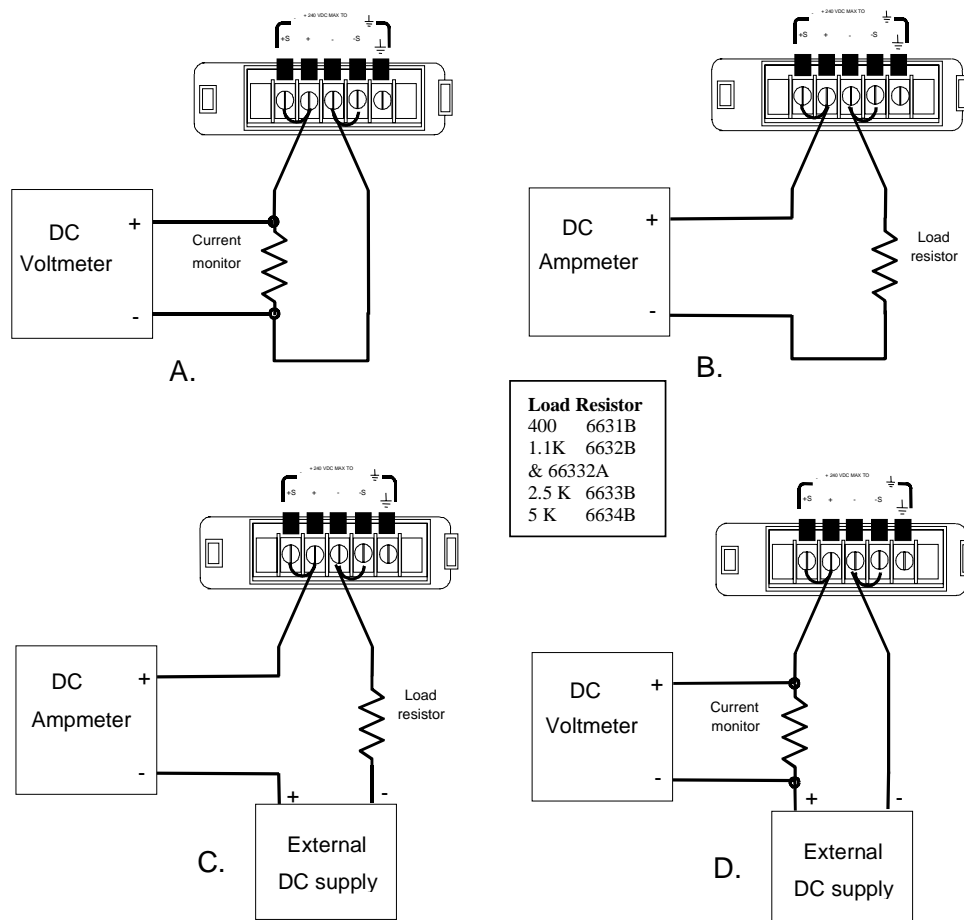 - + 240 VDC MAX TO
+S + - -S
DC
Voltmeter
+
-
Current
monitor
A.
- + 240 VDC MAX TO
+S + - -S
DC
Ampmeter
+
-
Load
resistor
B.
Load Resistor
400 6631B
1.1K 6632B
& 66332A
2.5 K 6633B
5 K 6634B
- + 240 VDC MAX TO
+S + - -S
DC
Ampmeter
+
-
Load
resistor
+ -
External
DC supply
C.
- + 240 VDC MAX TO
+S + - -S
DC
Voltmeter
+
-
Current
monitor
+ -
External
DC supply
D.